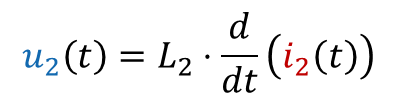 u₂(t) = L₂ · d/dt (i₂(t))